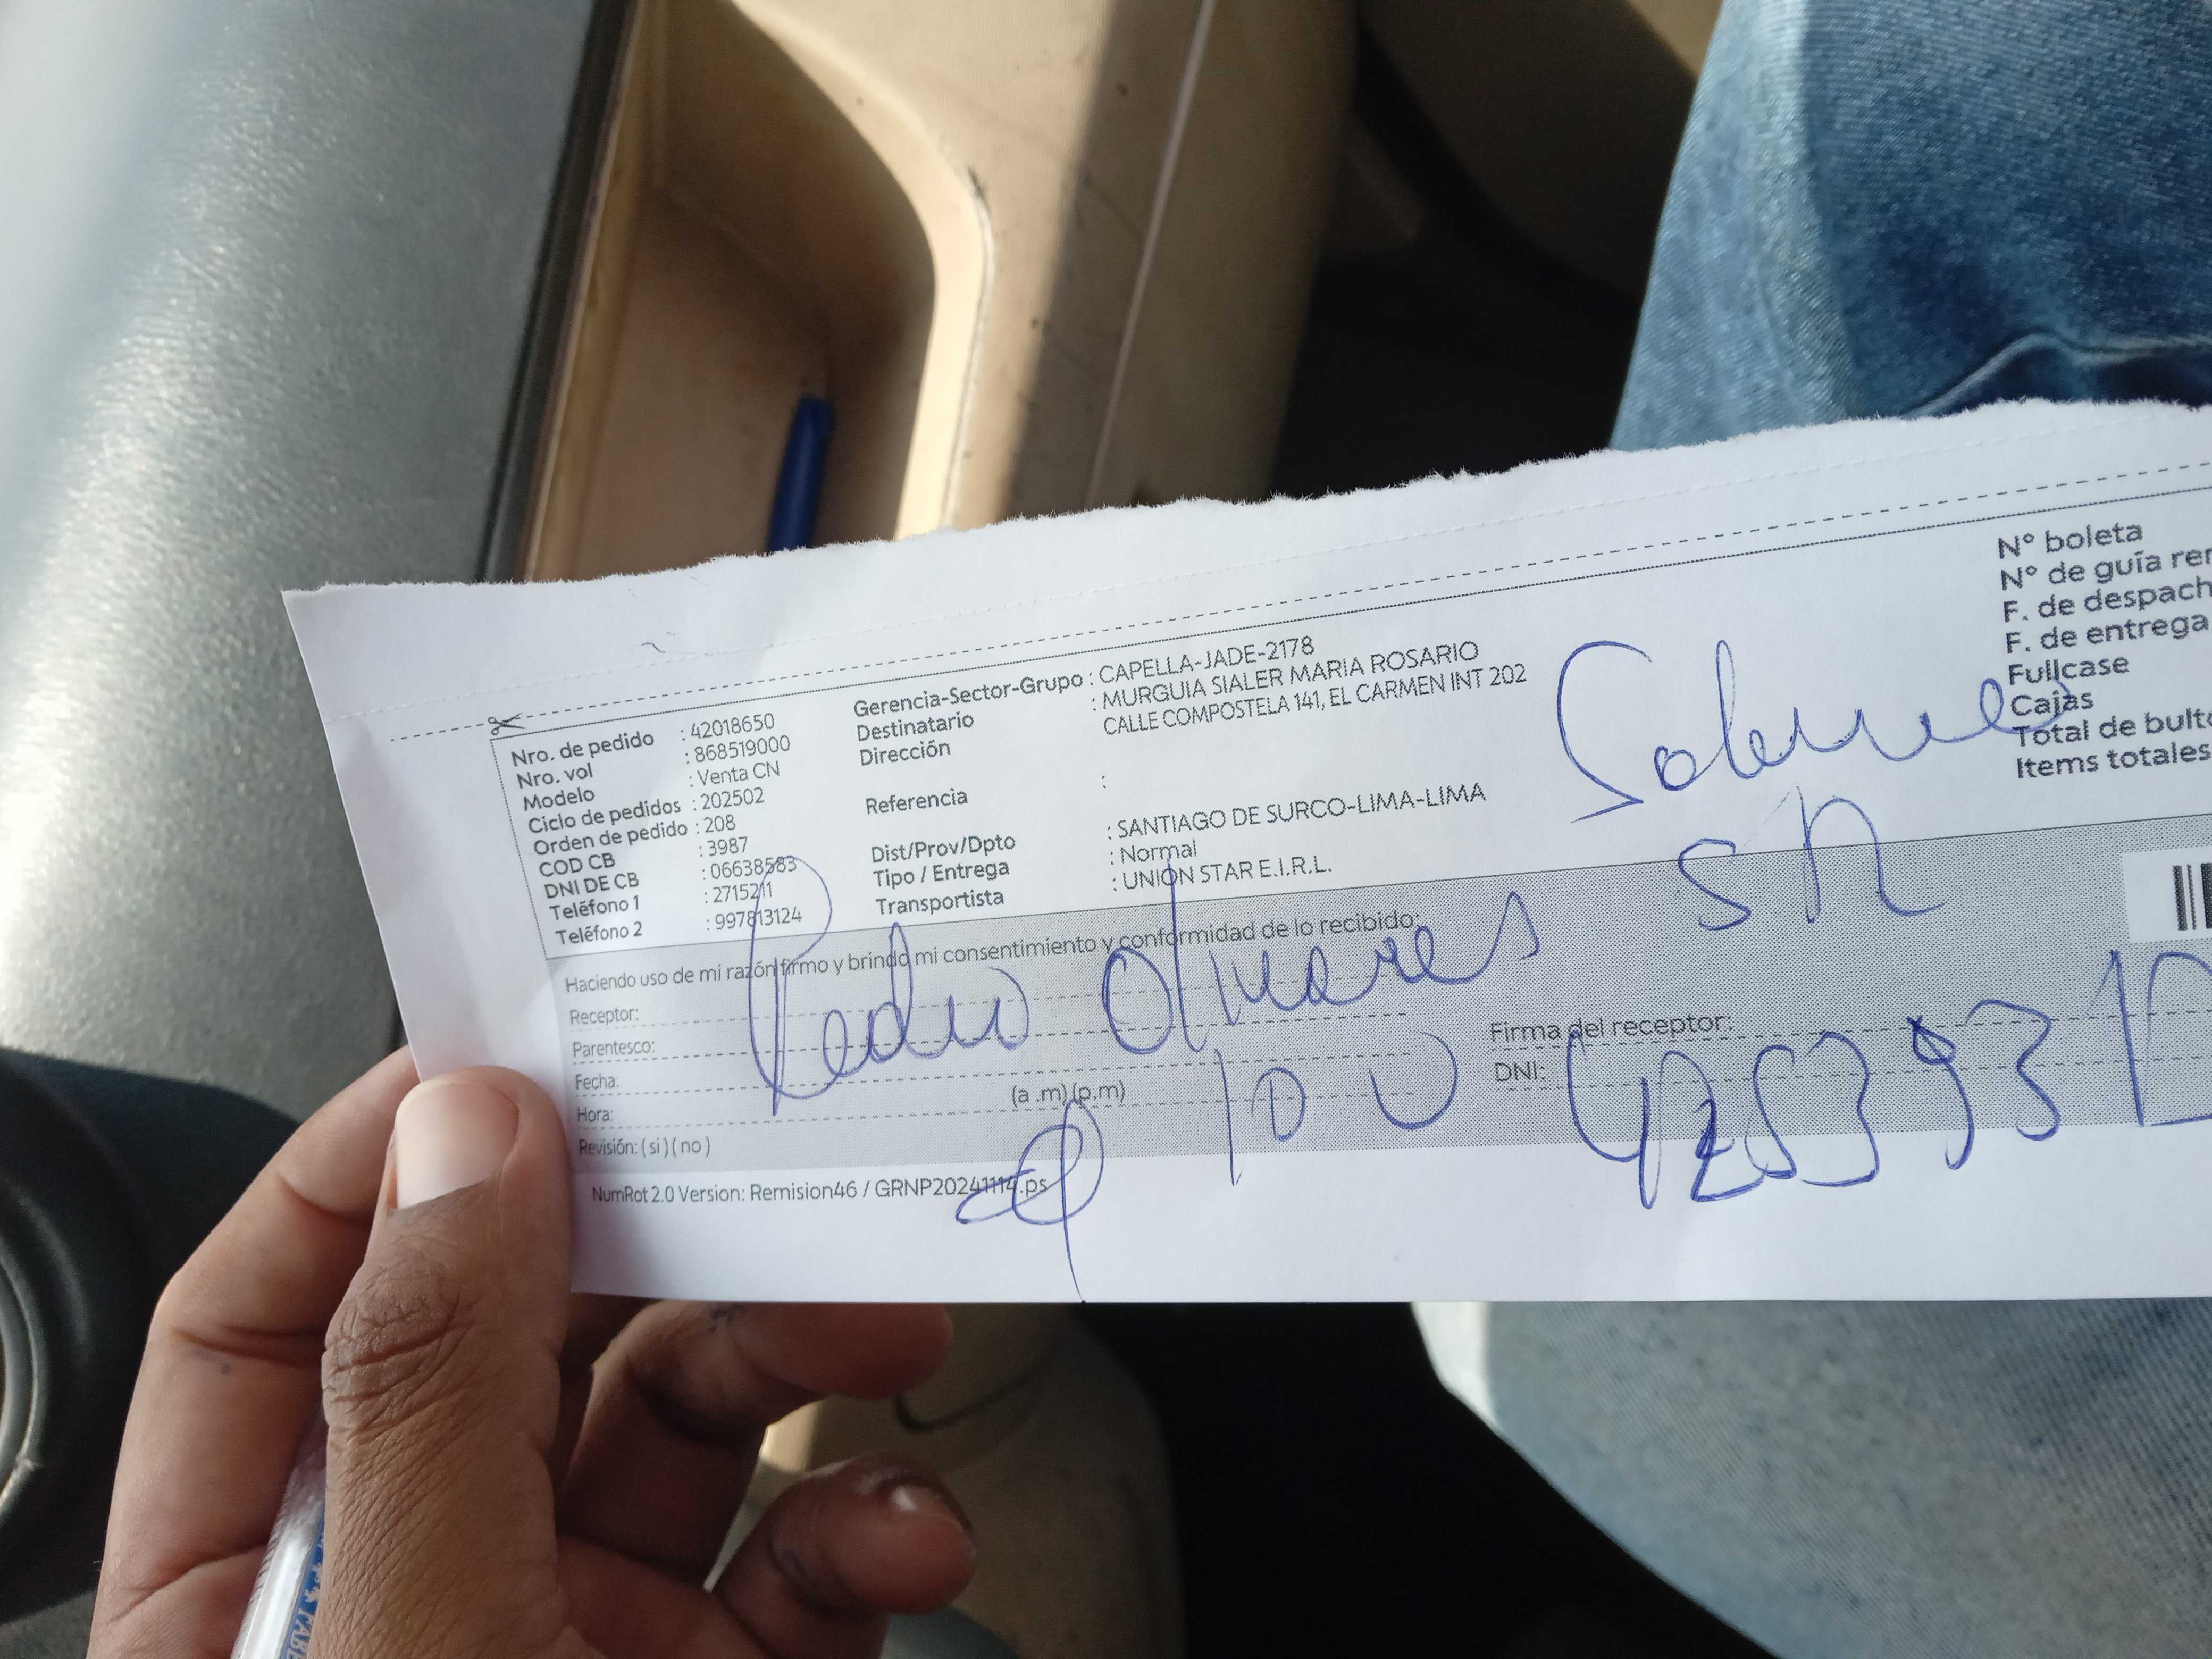 Nro. de pedido : 42018650
Nro. vol : 868519000
Modelo : Venta CN
Ciclo de pedidos : 202502
Orden de pedido : 208
COD CB : 3987
DNI DE CB : 06638583
Teléfono 1 : 2715211
Teléfono 2 : 997813124
Gerencia-Sector-Grupo : CAPELLA-JADE-2178
Destinatario : MURGUIA SIALER MARIA ROSARIO
Dirección CALLE COMPOSTELA 141, EL CARMEN INT 202
Referencia :
Dist/Prov/Dpto : SANTIAGO DE SURCO-LIMA-LIMA
Tipo / Entrega : Normal
Transportista : UNION STAR E.I.R.L.
N° boleta
N° de guía
F. de
F. de entrega
Fullcase
Cajas
Total de
Items totales
Haciendo uso de mi razón firmo y brindo mi consentimiento y conformidad de lo recibido:
Receptor: Pedro
Parentesco:
Fecha:
Hora: (a .m) (p.m)
Revisión: ( si ) ( no )
Firma del receptor:
DNI:
NumRot 2.0 Version: Remision46 / GRNP20241114.ps